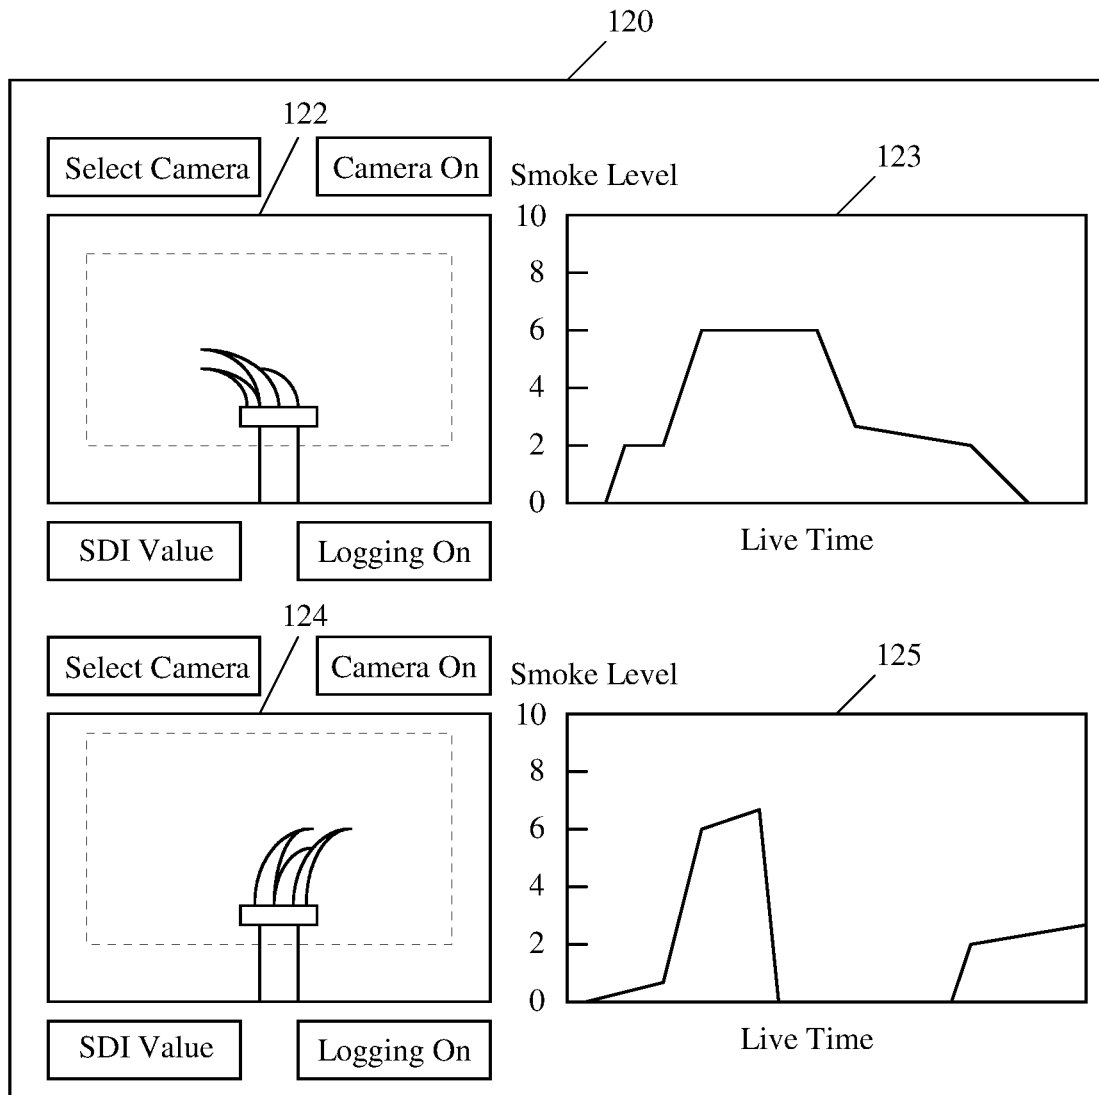 120
122
Select Camera
Camera On
SDI Value
Logging On
123
Smoke Level
10
8
6
4
2
0
Live Time
124
Select Camera
Camera On
SDI Value
Logging On
125
Smoke Level
10
8
6
4
2
0
Live Time